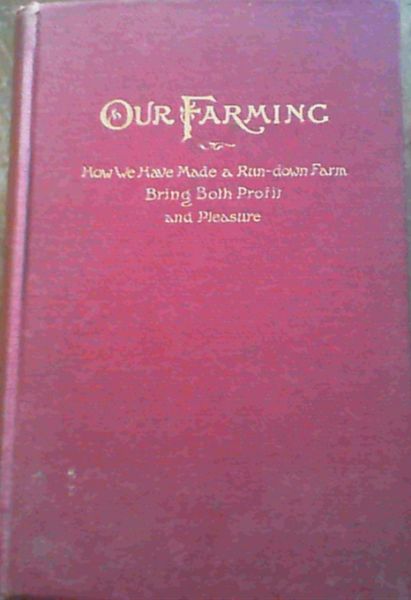 OUR FARMING
How We Have Made a Run-down Farm
Bring Both Profit
and Pleasure